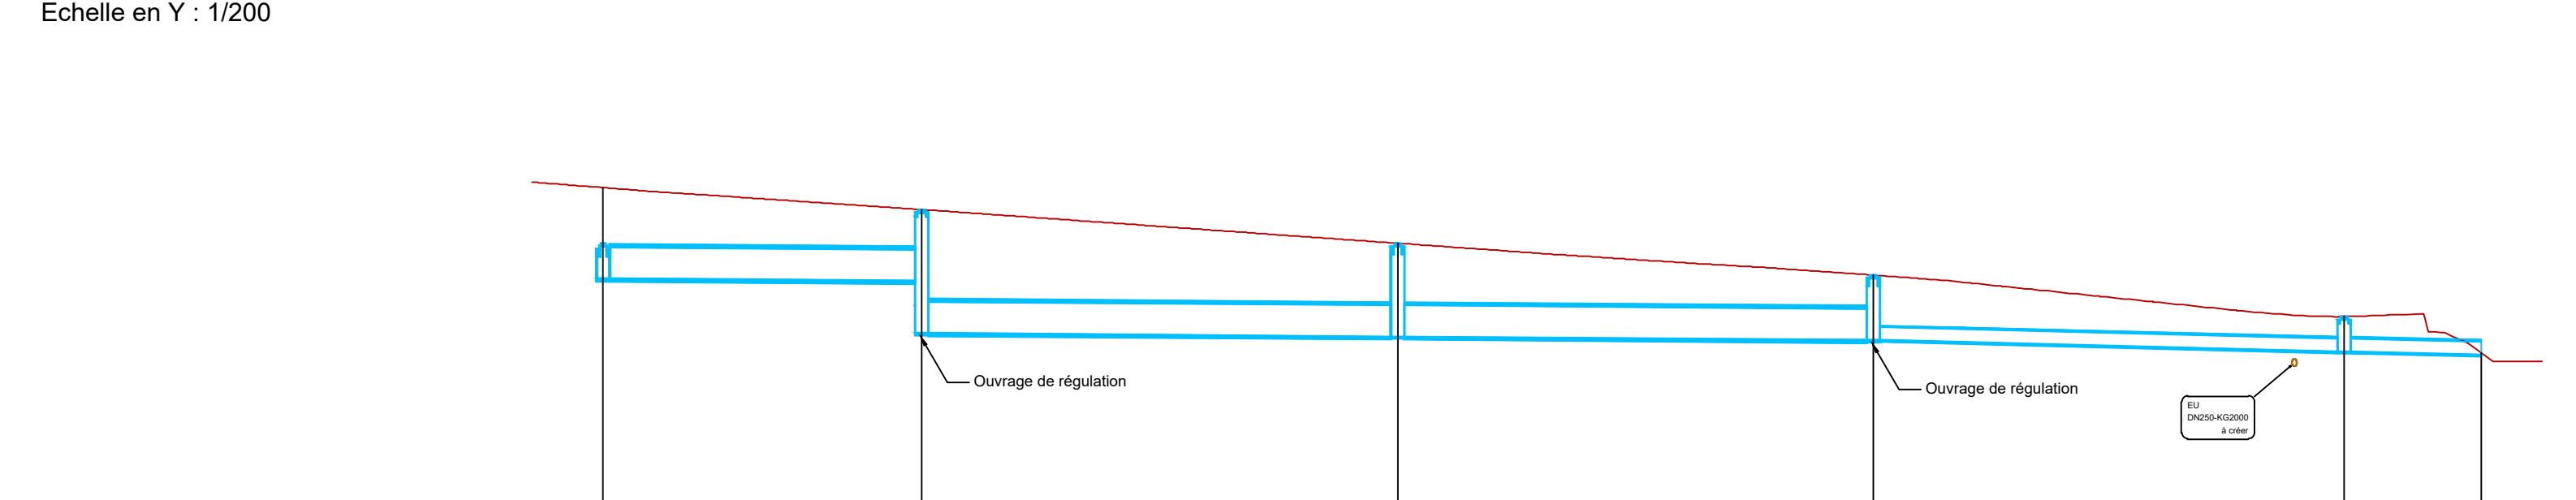 Echelle en Y : 1/200
Ouvrage de régulation
Ouvrage de régulation
EU
DN250-KG2000
à créer